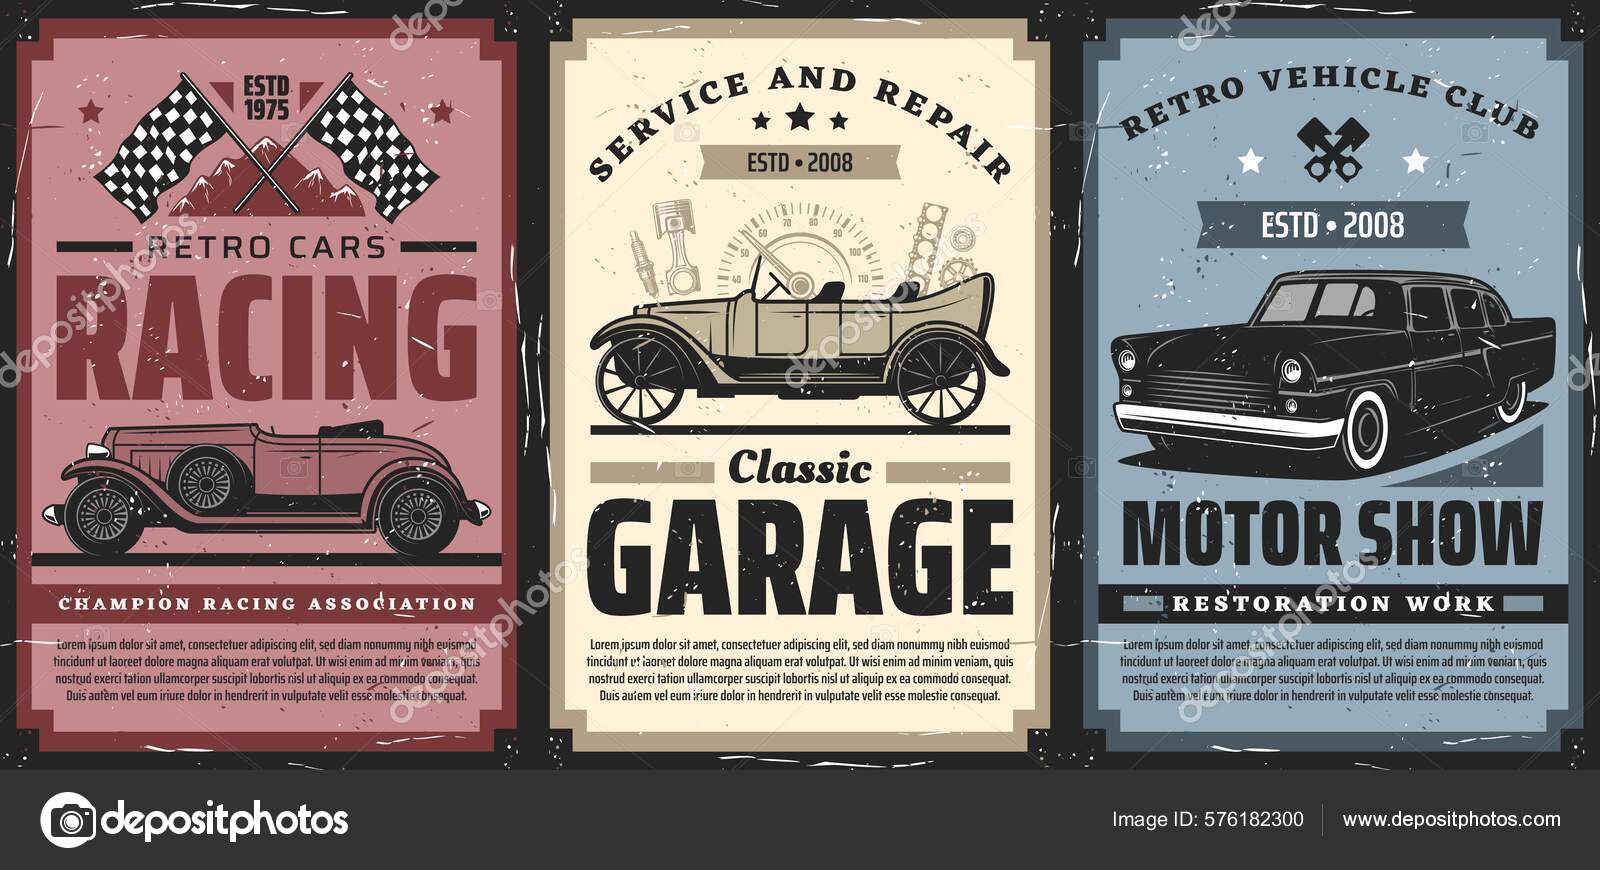 ESTD
1975
RETRO CARS
RACING
CHAMPION RACING ASSOCIATION
Lorem ipsum dolor sit amet, consectetuer adipiscing elit, sed diam nonummy nibh euismod
tincidunt ut laoreet dolore magna aliquam erat volutpat. Ut wisi enim ad minim veniam, quis
nostrud exerci tation ullamcorper suscipit lobortis nisl ut aliquip ex ea commodo consequat.
Duis autem vel eum iriure dolor in hendrerit in vulputate velit esse molestie consequat.
SERVICE AND REPAIR
ESTD • 2008
40 50 60 70 80 90 100 110
Classic
GARAGE
Lorem ipsum dolor sit amet, consectetuer adipiscing elit, sed diam nonummy nibh euismod
tincidunt ut laoreet dolore magna aliquam erat volutpat. Ut wisi enim ad minim veniam, quis
nostrud exerci tation ullamcorper suscipit lobortis nisl ut aliquip ex ea commodo consequat.
Duis autem vel eum iriure dolor in hendrerit in vulputate velit esse molestie consequat.
RETRO VEHICLE CLUB
ESTD • 2008
MOTOR SHOW
RESTORATION WORK
Lorem ipsum dolor sit amet, consectetuer adipiscing elit, sed diam nonummy nibh euismod
tincidunt ut laoreet dolore magna aliquam erat volutpat. Ut wisi enim ad minim veniam, quis
nostrud exerci tation ullamcorper suscipit lobortis nisl ut aliquip ex ea commodo consequat.
Duis autem vel eum iriure dolor in hendrerit in vulputate velit esse molestie consequat.
depositphotos
Image ID: 576182300
www.depositphotos.com